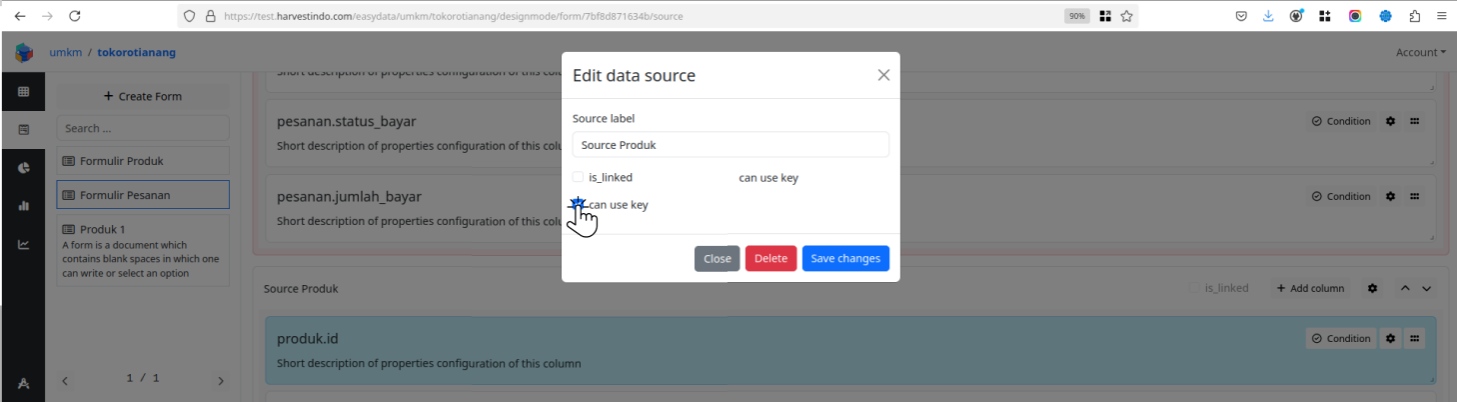 https://test.harvestindo.com/easydata/umkm/tokorotianang/designmode/form/7bf8d871634b/source
90%
umkm / tokorotianang
Account
+ Create Form
Search ...
Formulir Produk
Formulir Pesanan
Produk 1
A form is a document which
contains blank spaces in which one
can write or select an option
1 / 1
Short description of properties configuration of this colu
pesanan.status_bayar
Condition
Short description of properties configuration of this colu
pesanan.jumlah_bayar
Condition
Short description of properties configuration of this colu
Edit data source
Source label
Source Produk
is_linked
can use key
can use key
Close
Delete
Save changes
Source Produk
is_linked
+ Add column
produk.id
Condition
Short description of properties configuration of this column